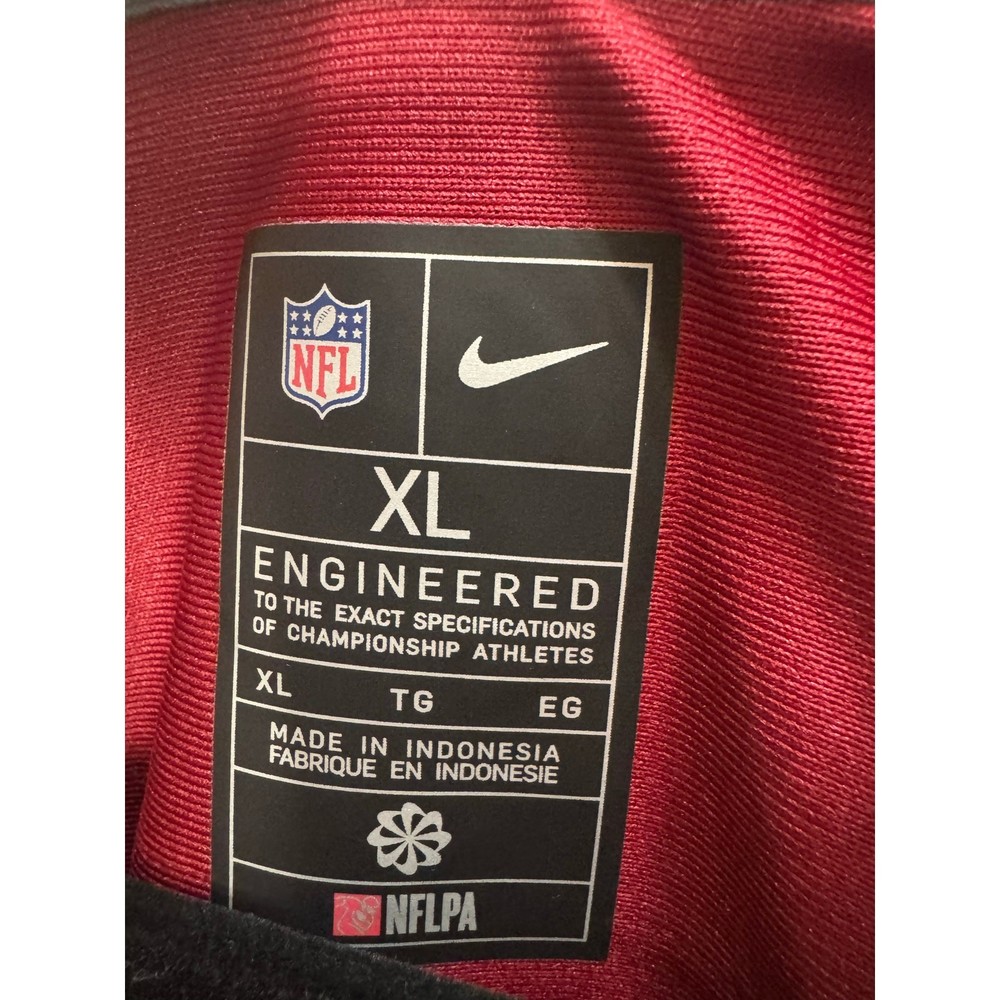 NFL
XL
ENGINEERED
TO THE EXACT SPECIFICATIONS
OF CHAMPIONSHIP ATHLETES
XL TG EG
MADE IN INDONESIA
FABRIQUE EN INDONESIE
NFLPA